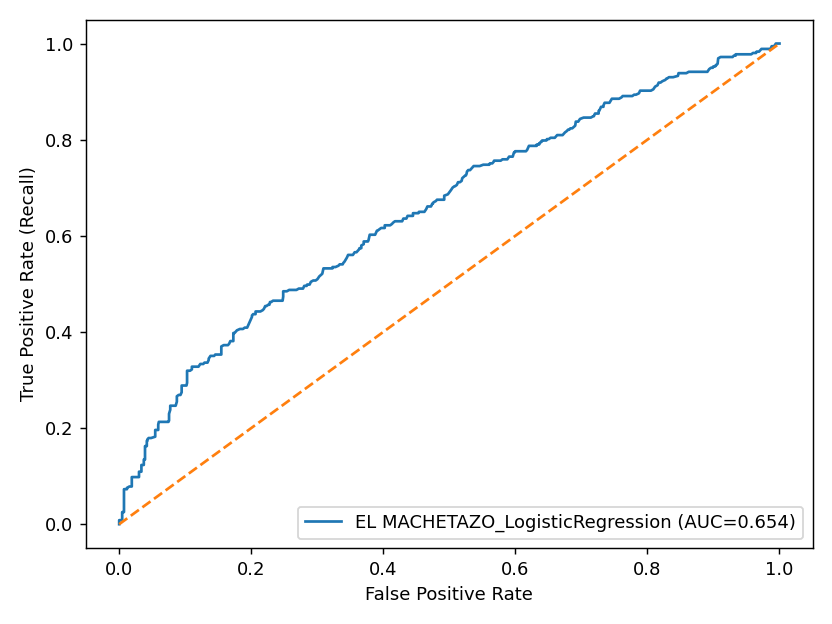 1.0
0.8
0.6
0.4
0.2
0.0
True Positive Rate (Recall)
EL MACHETAZO_LogisticRegression (AUC=0.654)
0.0 0.2 0.4 0.6 0.8 1.0
False Positive Rate